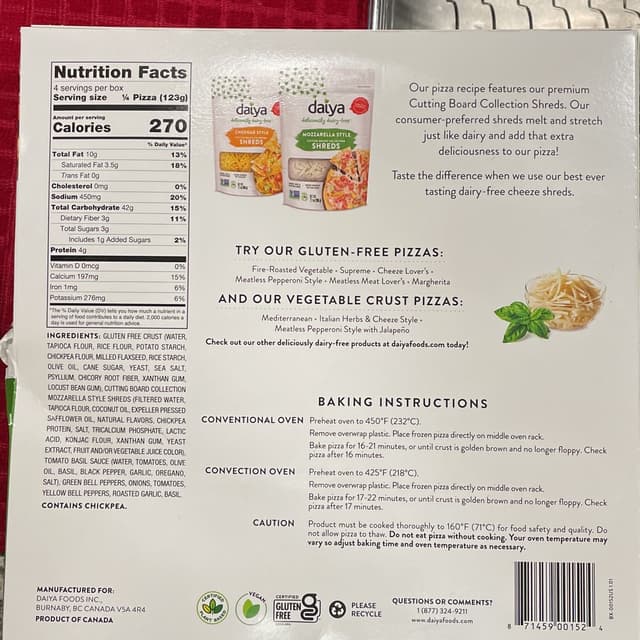 Nutrition Facts
4 servings per box
Serving size ¼ Pizza (123g)
Amount per serving
Calories 270
% Daily Value*
Total Fat 10g 13%
Saturated Fat 3.5g 18%
Trans Fat 0g
Cholesterol 0mg 0%
Sodium 450mg 20%
Total Carbohydrate 42g 15%
Dietary Fiber 3g 11%
Total Sugars 3g
Includes 1g Added Sugars 2%
Protein 4g
Vitamin D 0mcg 0%
Calcium 197mg 15%
Iron 1mg 6%
Potassium 276mg 6%
*The % Daily Value (DV) tells you how much a nutrient in a
serving of food contributes to a daily diet. 2,000 calories a
day is used for general nutrition advice.
INGREDIENTS: GLUTEN FREE CRUST (WATER,
TAPIOCA FLOUR, RICE FLOUR, POTATO STARCH,
CHICKPEA FLOUR, MILLED FLAXSEED, RICE STARCH,
OLIVE OIL, CANE SUGAR, YEAST, SEA SALT,
PSYLLIUM, CHICORY ROOT FIBER, XANTHAN GUM,
LOCUST BEAN GUM), CUTTING BOARD COLLECTION
MOZZARELLA STYLE SHREDS (FILTERED WATER,
TAPIOCA FLOUR, COCONUT OIL, EXPELLER PRESSED
SAFFLOWER OIL, NATURAL FLAVORS, CHICKPEA
PROTEIN, SALT, TRICALCIUM PHOSPHATE, LACTIC
ACID, KONJAC FLOUR, XANTHAN GUM, YEAST
EXTRACT, FRUIT AND/OR VEGETABLE JUICE COLOR),
TOMATO BASIL SAUCE (WATER, TOMATOES, OLIVE
OIL, BASIL, BLACK PEPPER, GARLIC, OREGANO,
SALT), GREEN BELL PEPPERS, ONIONS, TOMATOES,
YELLOW BELL PEPPERS, ROASTED GARLIC, BASIL.
CONTAINS CHICKPEA.
daiya
deliciously dairy-free
CHEDDAR STYLE
SHREDS
daiya
deliciously dairy-free
MOZZARELLA STYLE
SHREDS
Our pizza recipe features our premium
Cutting Board Collection Shreds. Our
consumer-preferred shreds melt and stretch
just like dairy and add that extra
deliciousness to our pizza!
Taste the difference when we use our best ever
tasting dairy-free cheeze shreds.
TRY OUR GLUTEN-FREE PIZZAS:
Fire-Roasted Vegetable • Supreme • Cheeze Lover's •
Meatless Pepperoni Style • Meatless Meat Lover's • Margherita
AND OUR VEGETABLE CRUST PIZZAS:
Mediterranean • Italian Herbs & Cheeze Style •
Meatless Pepperoni Style with Jalapeño
Check out our other deliciously dairy-free products at daiyafoods.com today!
BAKING INSTRUCTIONS
CONVENTIONAL OVEN Preheat oven to 450°F (232°C).
Remove overwrap plastic. Place frozen pizza directly on middle oven rack.
Bake pizza for 16-21 minutes, or until crust is golden brown and no longer floppy. Check
pizza after 16 minutes.
CONVECTION OVEN Preheat oven to 425°F (218°C).
Remove overwrap plastic. Place frozen pizza directly on middle oven rack.
Bake pizza for 17-22 minutes, or until crust is golden brown and no longer floppy. Check
pizza after 17 minutes.
CAUTION Product must be cooked thoroughly to 160°F (71°C) for food safety and quality. Do
not allow pizza to thaw. Do not eat pizza without cooking. Your oven temperature may
vary so adjust baking time and oven temperature as necessary.
MANUFACTURED FOR:
DAIYA FOODS INC.,
BURNABY, BC CANADA V5A 4R4
PRODUCT OF CANADA
CERTIFIED
PLANT BASED
VEGAN
CERTIFIED
GLUTEN
FREE
PLEASE
RECYCLE
QUESTIONS OR COMMENTS?
1 (877) 324-9211
www.daiyafoods.com
8 71459 00152 4
BX-00152US1.01